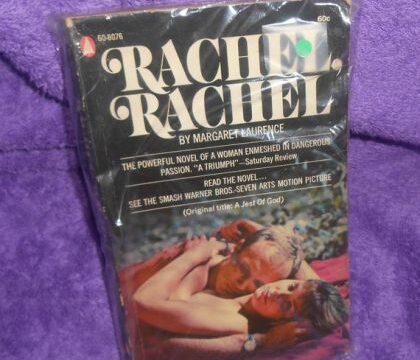 60-8076
60c
RACHEL,
RACHEL
BY MARGARET LAURENCE
THE POWERFUL NOVEL OF A WOMAN ENMESHED IN DANGEROUS
PASSION. "A TRIUMPH"—Saturday Review
READ THE NOVEL...
SEE THE SMASH WARNER BROS.-SEVEN ARTS MOTION PICTURE
(Original title: A Jest Of God)